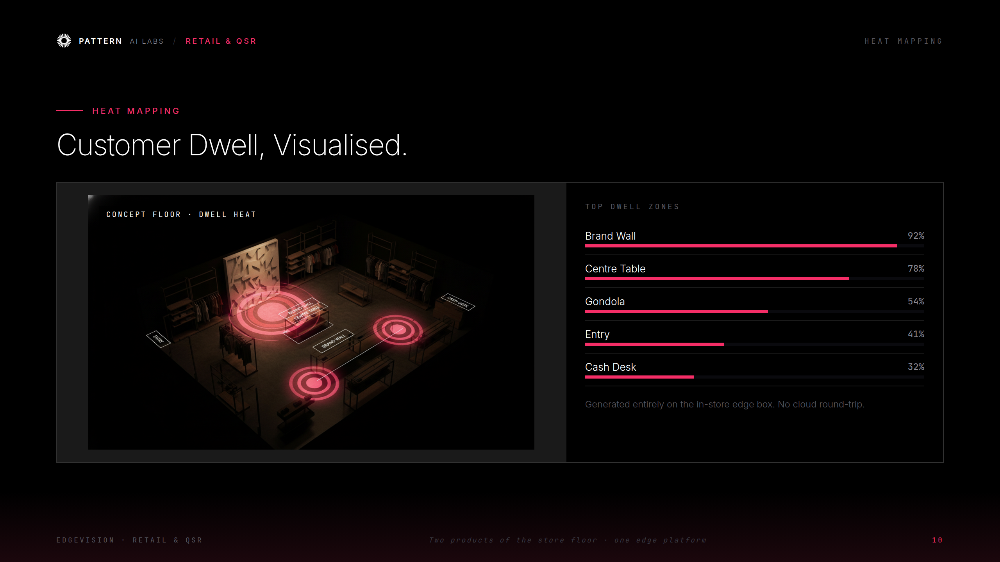 PATTERN AI LABS / RETAIL & QSR
HEAT MAPPING
HEAT MAPPING
Customer Dwell, Visualised.
CONCEPT FLOOR · DWELL HEAT
BRAND WALL
CENTRE TABLE
BRAND WALL
CASH DESK
ENTRY
TOP DWELL ZONES
Brand Wall 92%
Centre Table 78%
Gondola 54%
Entry 41%
Cash Desk 32%
Generated entirely on the in-store edge box. No cloud round-trip.
EDGEVISION · RETAIL & QSR
Two products of the store floor · one edge platform
10